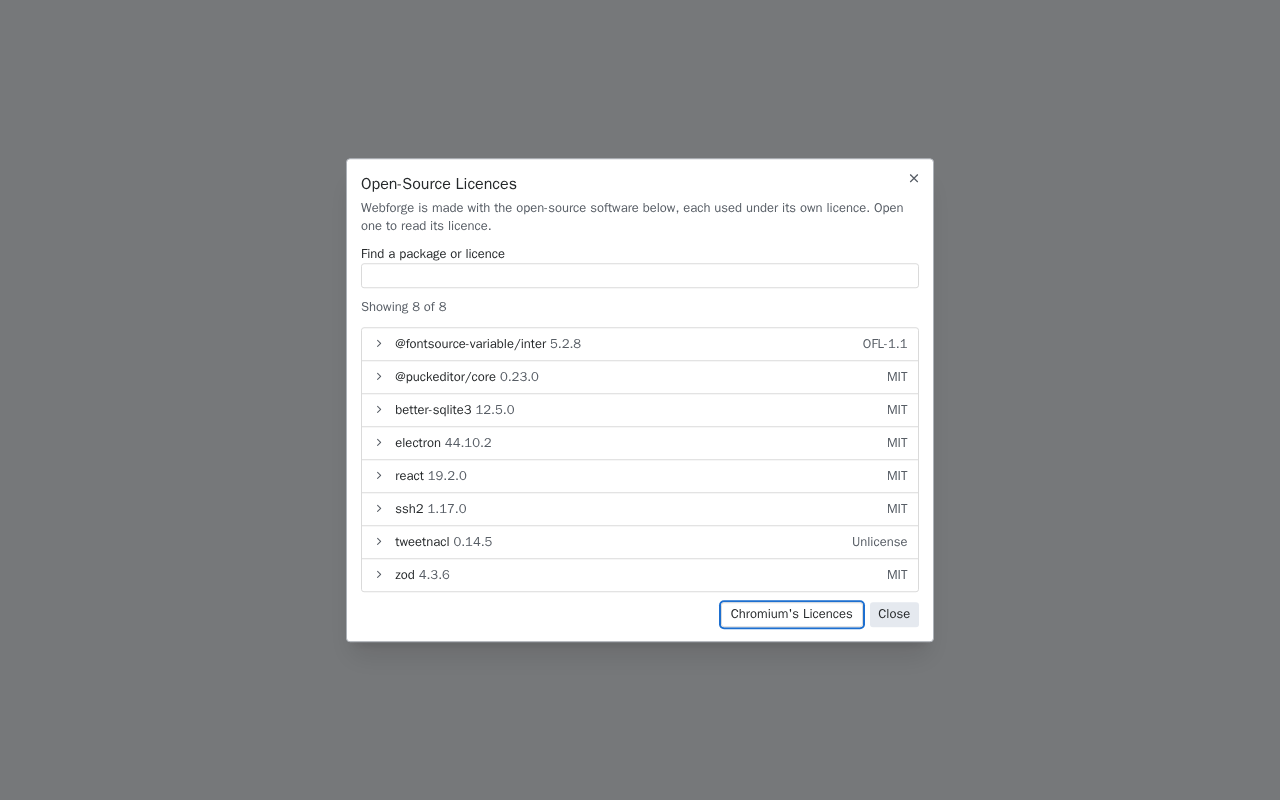 Open-Source Licences
Webforge is made with the open-source software below, each used under its own licence. Open
one to read its licence.
Find a package or licence
Showing 8 of 8
@fontsource-variable/inter 5.2.8 OFL-1.1
@puckeditor/core 0.23.0 MIT
better-sqlite3 12.5.0 MIT
electron 44.10.2 MIT
react 19.2.0 MIT
ssh2 1.17.0 MIT
tweetnacl 0.14.5 Unlicense
zod 4.3.6 MIT
Chromium's Licences Close